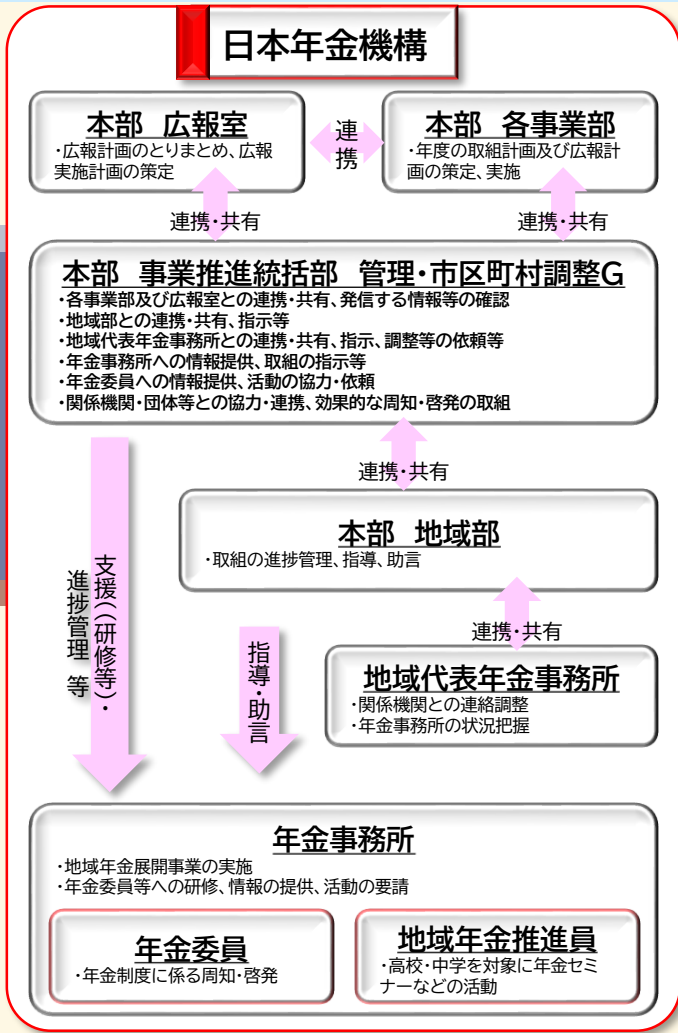 日本年金機構
本部　広報室
・広報計画のとりまとめ、広報
実施計画の策定
連
携
本部　各事業部
・年度の取組計画及び広報計
画の策定、実施
連携・共有
連携・共有
本部　事業推進統括部　管理・市区町村調整G
・各事業部及び広報室との連携・共有、発信する情報等の確認
・地域部との連携・共有、指示等
・地域代表年金事務所との連携・共有、指示、調整等の依頼等
・年金事務所への情報提供、取組の指示等
・年金委員への情報提供、活動の協力・依頼
・関係機関・団体等との協力・連携、効果的な周知・啓発の取組
連携・共有
本部　地域部
・取組の進捗管理、指導、助言
支援((研修等)・
進捗管理　等
指導・助言
連携・共有
地域代表年金事務所
・関係機関との連絡調整
・年金事務所の状況把握
年金事務所
・地域年金展開事業の実施
・年金委員等への研修、情報の提供、活動の要請
年金委員
・年金制度に係る周知・啓発
地域年金推進員
・高校・中学を対象に年金セミ
ナーなどの活動